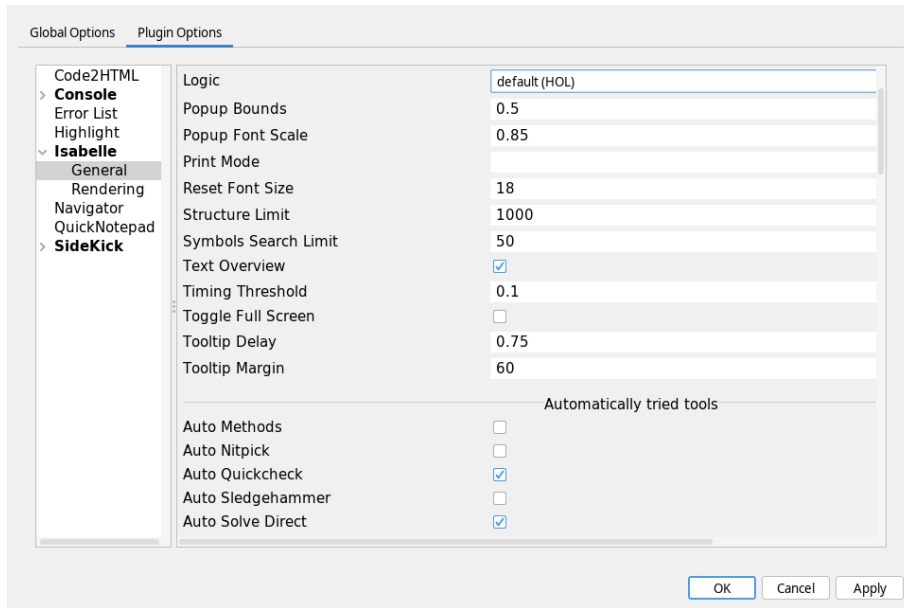 Global Options Plugin Options
Code2HTML
Console
Error List
Highlight
Isabelle
General
Rendering
Navigator
QuickNotepad
SideKick
Logic default (HOL)
Popup Bounds 0.5
Popup Font Scale 0.85
Print Mode
Reset Font Size 18
Structure Limit 1000
Symbols Search Limit 50
Text Overview
Timing Threshold 0.1
Toggle Full Screen
Tooltip Delay 0.75
Tooltip Margin 60
Automatically tried tools
Auto Methods
Auto Nitpick
Auto Quickcheck
Auto Sledgehammer
Auto Solve Direct
OK Cancel Apply